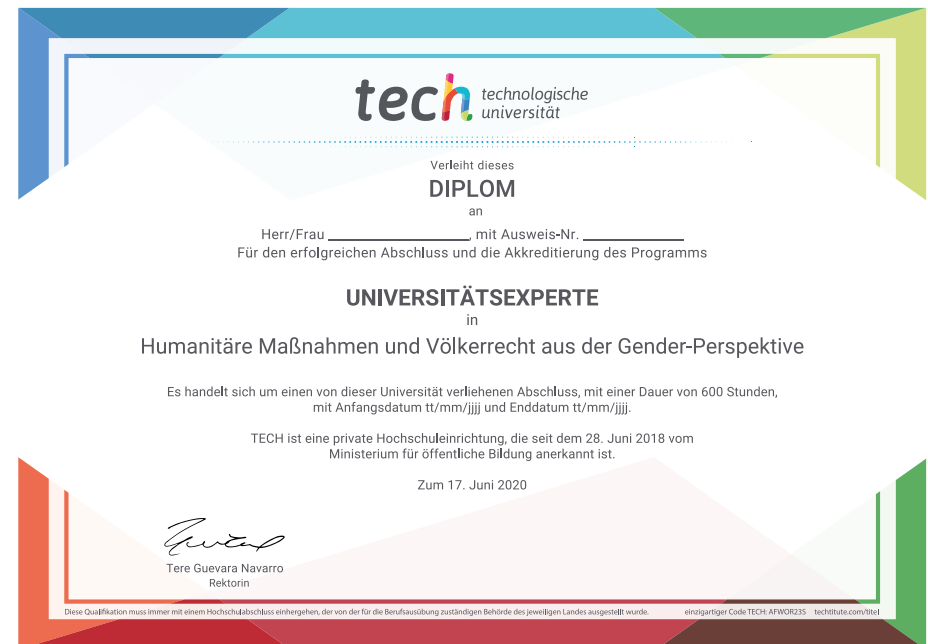 tech technologische
universität
Verleiht dieses
DIPLOM
an
Herr/Frau ____________, mit Ausweis-Nr. ____________
Für den erfolgreichen Abschluss und die Akkreditierung des Programms
UNIVERSITÄTSEXPERTE
in
Humanitäre Maßnahmen und Völkerrecht aus der Gender-Perspektive
Es handelt sich um einen von dieser Universität verliehenen Abschluss, mit einer Dauer von 600 Stunden,
mit Anfangsdatum tt/mm/jjjj und Enddatum tt/mm/jjjj.
TECH ist eine private Hochschuleinrichtung, die seit dem 28. Juni 2018 vom
Ministerium für öffentliche Bildung anerkannt ist.
Zum 17. Juni 2020
Tere Guevara Navarro
Rektorin
Diese Qualifikation muss immer mit einem Hochschulabschluss einhergehen, der von der für die Berufsausübung zuständigen Behörde des jeweiligen Landes ausgestellt wurde. einzigartiger Code TECH: AFWOR23S techtitute.com/titel